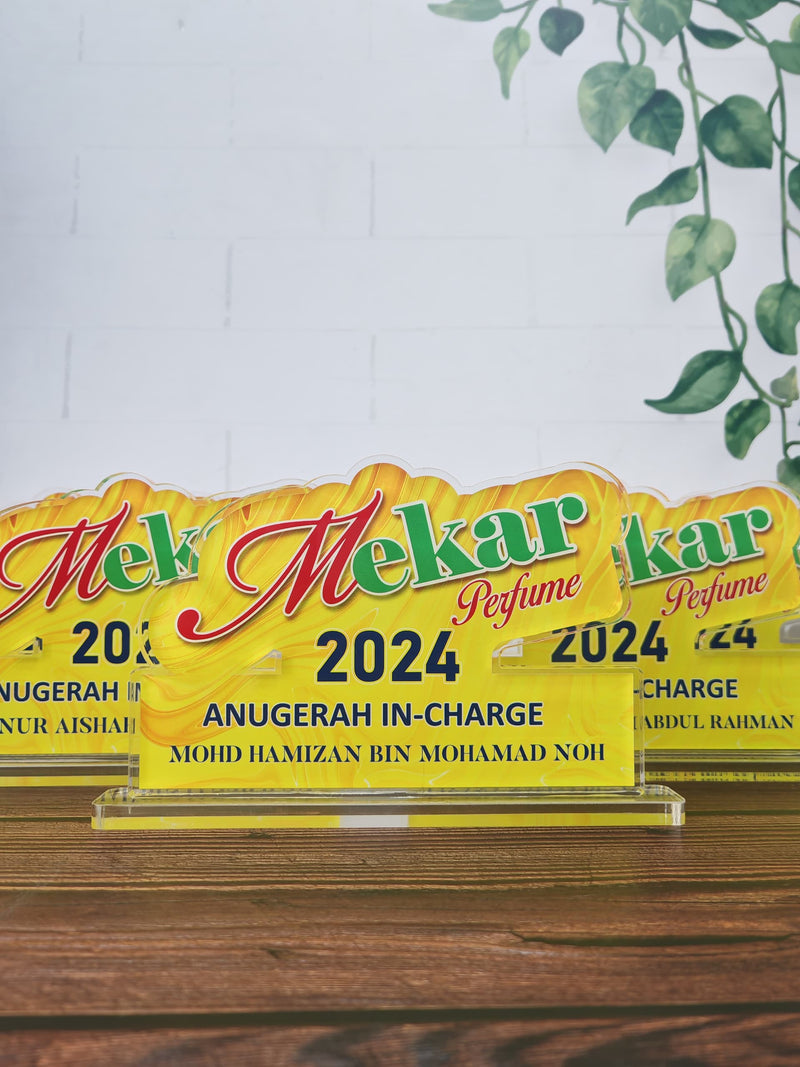 Mekar
Perfume
2024
ANUGERAH IN-CHARGE
MOHD HAMIZAN BIN MOHAMAD NOH
Mek
202
NUGERAH
NUR AISHAH
kar
Perfume
2024
24
-CHARGE
ABDUL RAHMAN